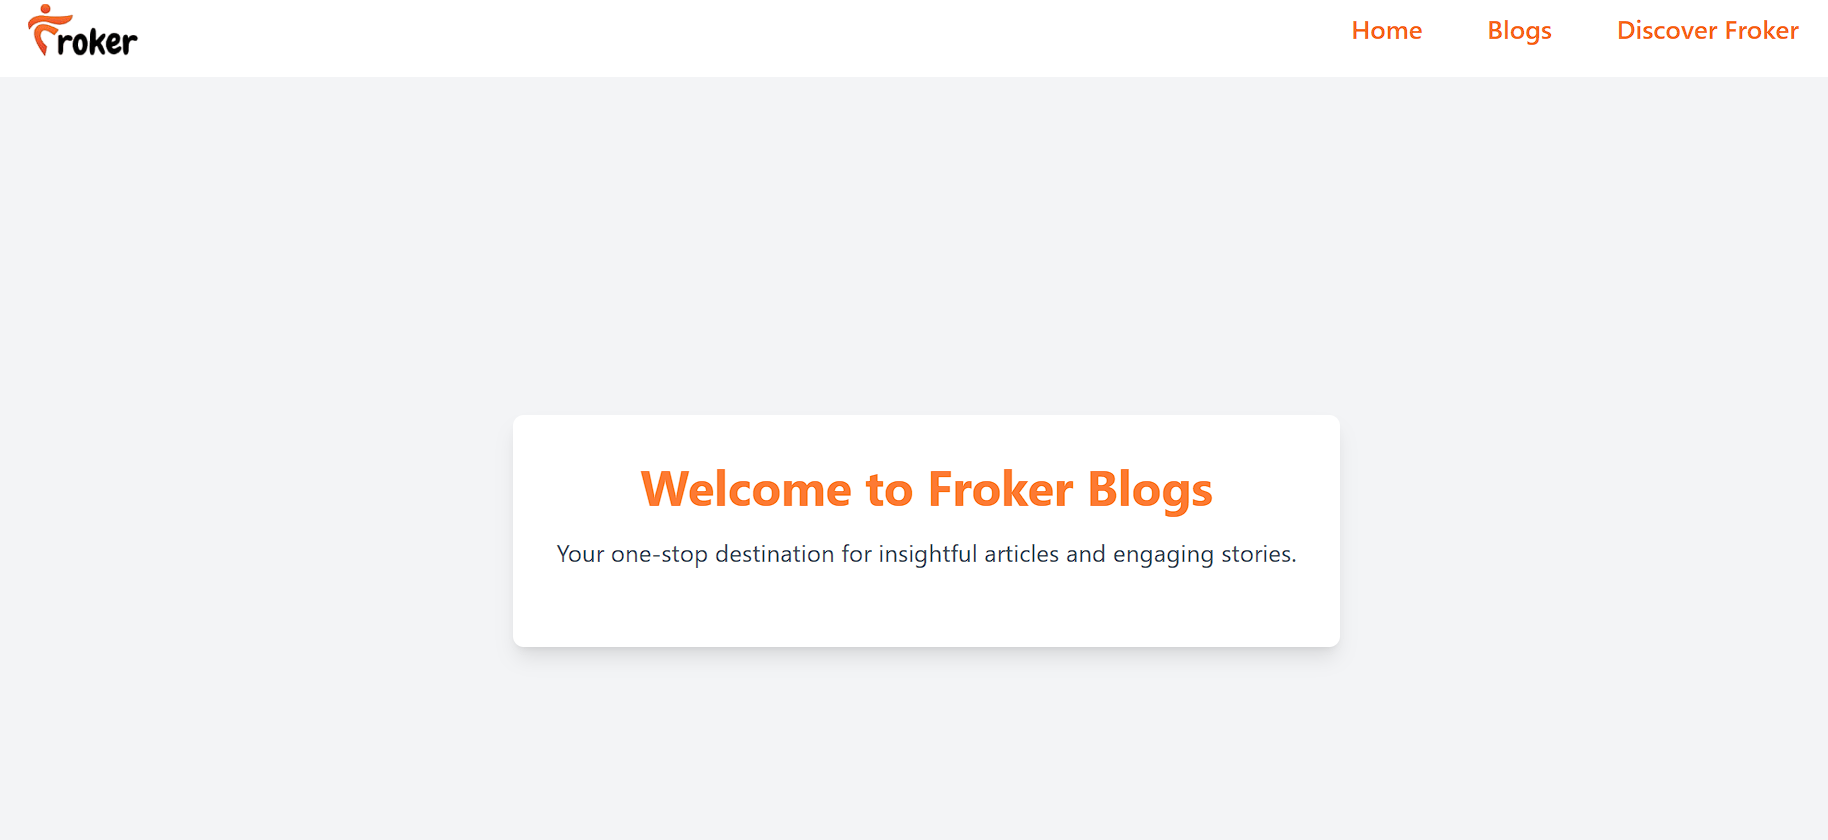 Froker
Home Blogs Discover Froker
Welcome to Froker Blogs
Your one-stop destination for insightful articles and engaging stories.